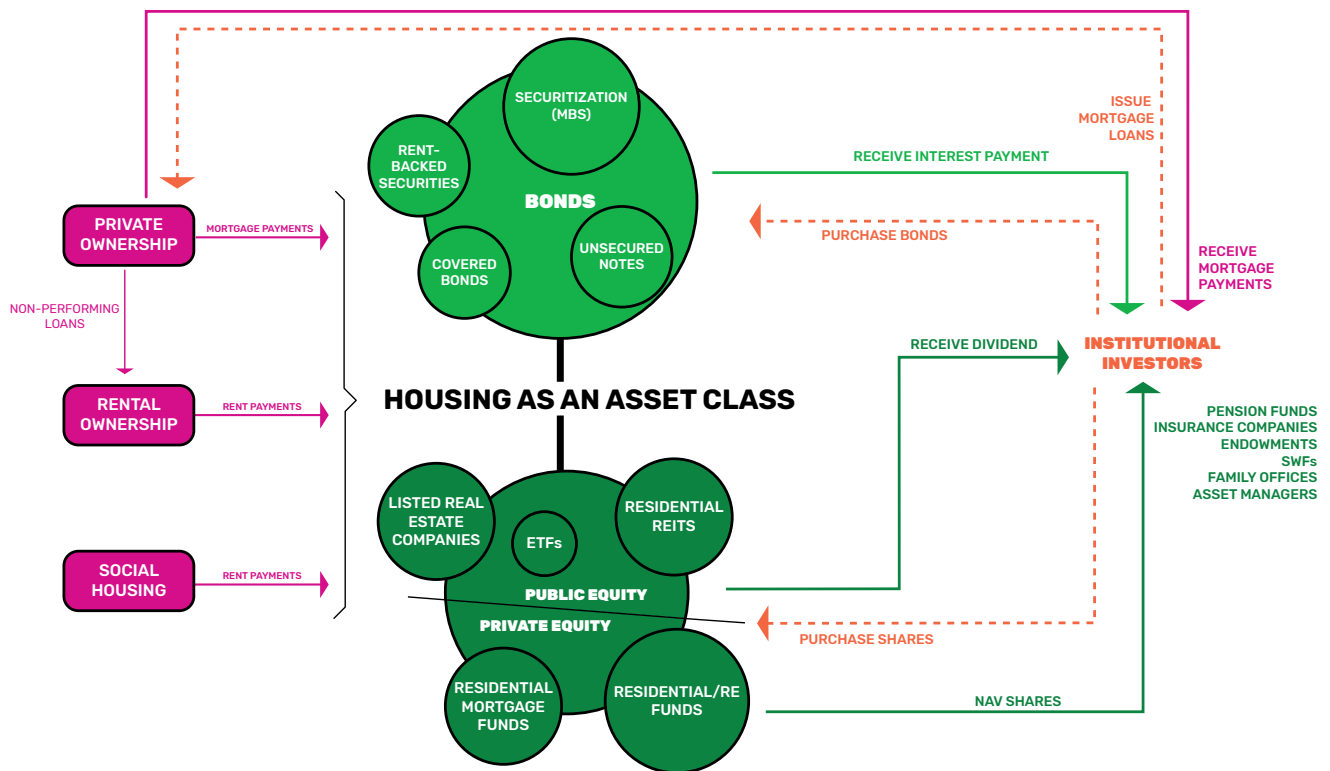 SECURITIZATION
(MBS)
ISSUE
MORTGAGE
LOANS
RENT-
BACKED
SECURITIES
RECEIVE INTEREST PAYMENT
BONDS
PRIVATE
OWNERSHIP
MORTGAGE PAYMENTS
PURCHASE BONDS
UNSECURED
NOTES
COVERED
BONDS
RECEIVE
MORTGAGE
PAYMENTS
NON-PERFORMING
LOANS
RECEIVE DIVIDEND
INSTITUTIONAL
INVESTORS
RENTAL
OWNERSHIP
RENT PAYMENTS
HOUSING AS AN ASSET CLASS
PENSION FUNDS
INSURANCE COMPANIES
ENDOWMENTS
SWFs
FAMILY OFFICES
ASSET MANAGERS
LISTED REAL
ESTATE
COMPANIES
RESIDENTIAL
REITS
ETFs
SOCIAL
HOUSING
RENT PAYMENTS
PUBLIC EQUITY
PRIVATE EQUITY
PURCHASE SHARES
RESIDENTIAL
MORTGAGE
FUNDS
RESIDENTIAL/RE
FUNDS
NAV SHARES